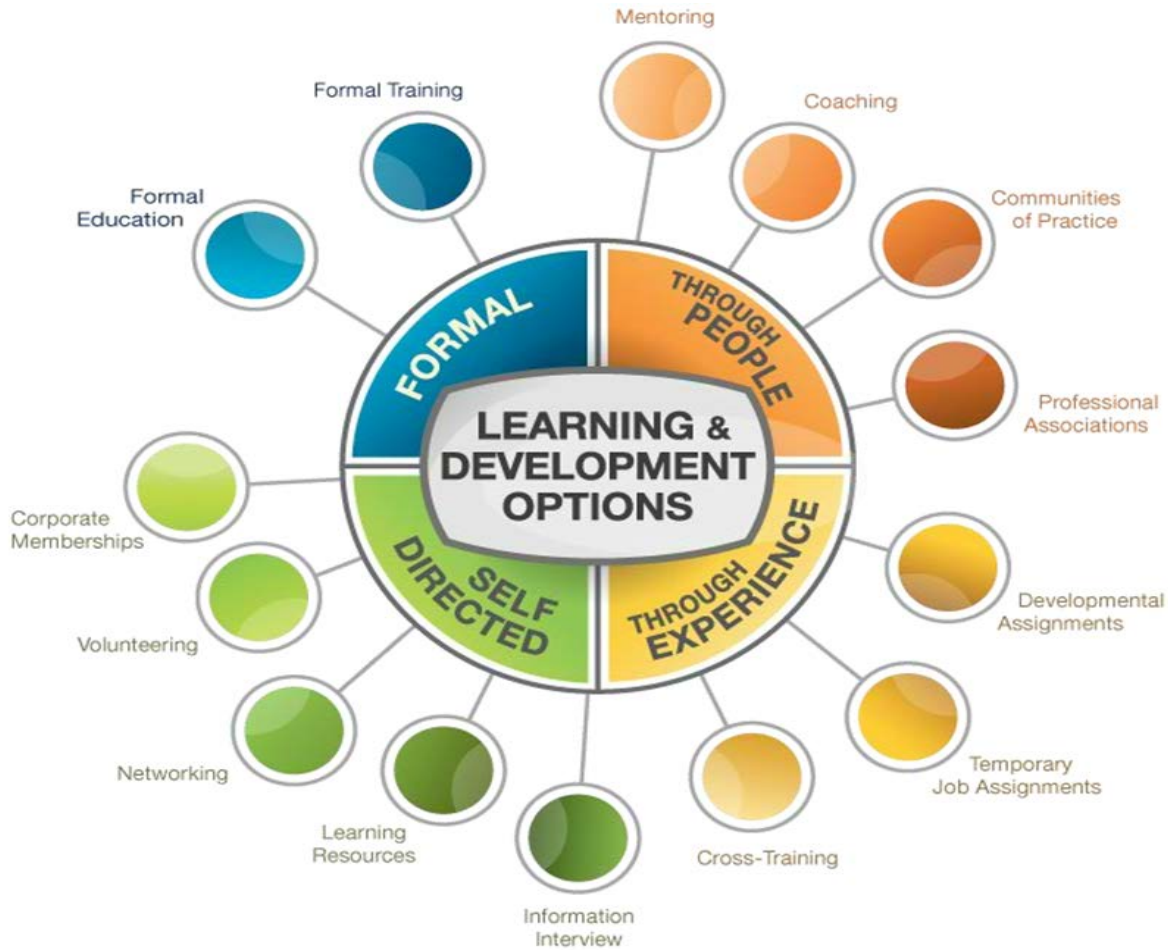 Mentoring
Formal Training
Coaching
Formal
Education
Communities
of Practice
FORMAL
THROUGH
PEOPLE
Professional
Associations
LEARNING &
DEVELOPMENT
OPTIONS
Corporate
Memberships
SELF
DIRECTED
THROUGH
EXPERIENCE
Developmental
Assignments
Volunteering
Networking
Temporary
Job Assignments
Learning
Resources
Cross-Training
Information
Interview